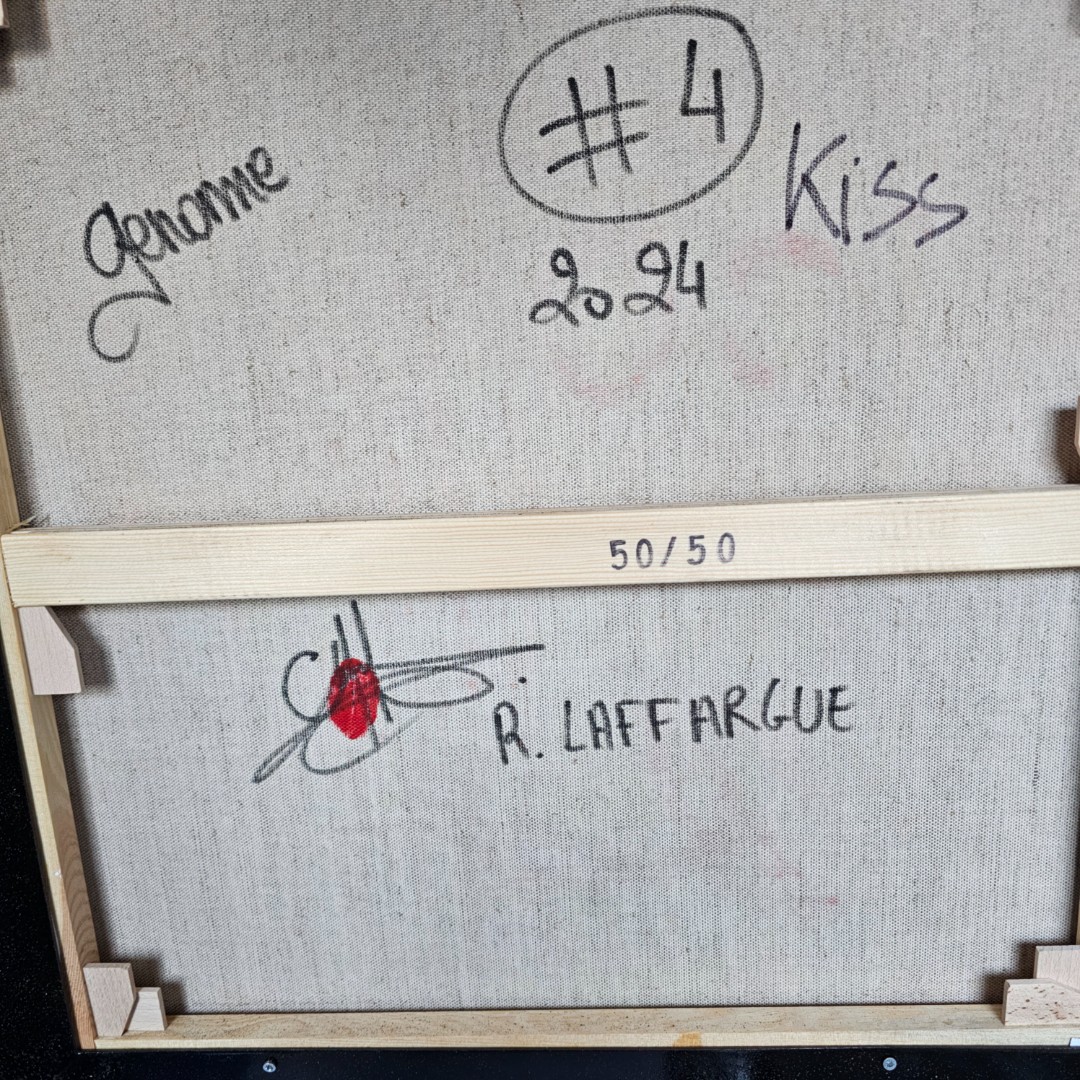 genome
#4
Kiss
2024
50/50
R. LAFFARGUE